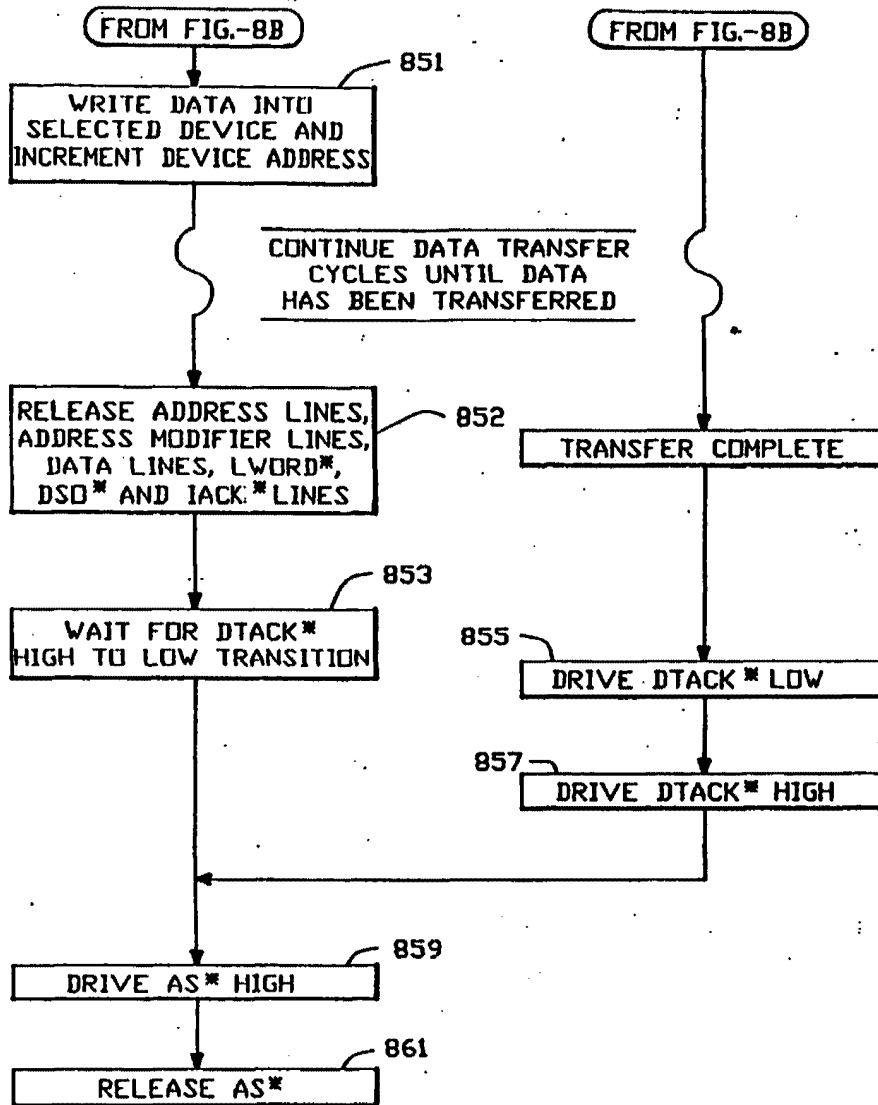 FROM FIG.-8B
FROM FIG.-8B
851
WRITE DATA INTO
SELECTED DEVICE AND
INCREMENT DEVICE ADDRESS
CONTINUE DATA TRANSFER
CYCLES UNTIL DATA
HAS BEEN TRANSFERRED
RELEASE ADDRESS LINES,
ADDRESS MODIFIER LINES,
DATA LINES, LWORD*,
DSO* AND IACK* LINES
852
TRANSFER COMPLETE
853
WAIT FOR DTACK*
HIGH TO LOW TRANSITION
855
DRIVE DTACK* LOW
857
DRIVE DTACK* HIGH
859
DRIVE AS* HIGH
861
RELEASE AS*